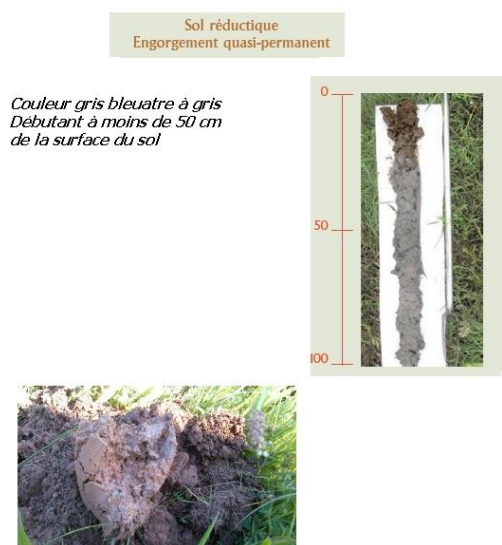 Sol réductique
Engorgement quasi-permanent
Couleur gris bleuatre à gris
Débutant à moins de 50 cm
de la surface du sol
0
50
100